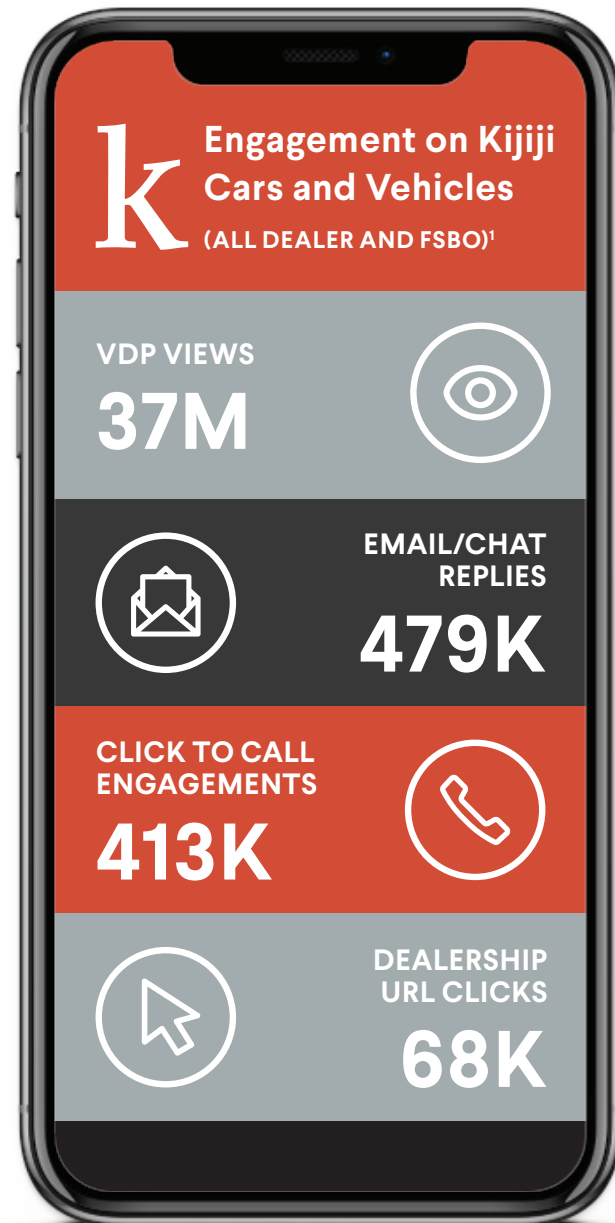 k
Engagement on Kijiji
Cars and Vehicles
(ALL DEALER AND FSBO)¹
VDP VIEWS
37M
EMAIL/CHAT
REPLIES
479K
CLICK TO CALL
ENGAGEMENTS
413K
DEALERSHIP
URL CLICKS
68K